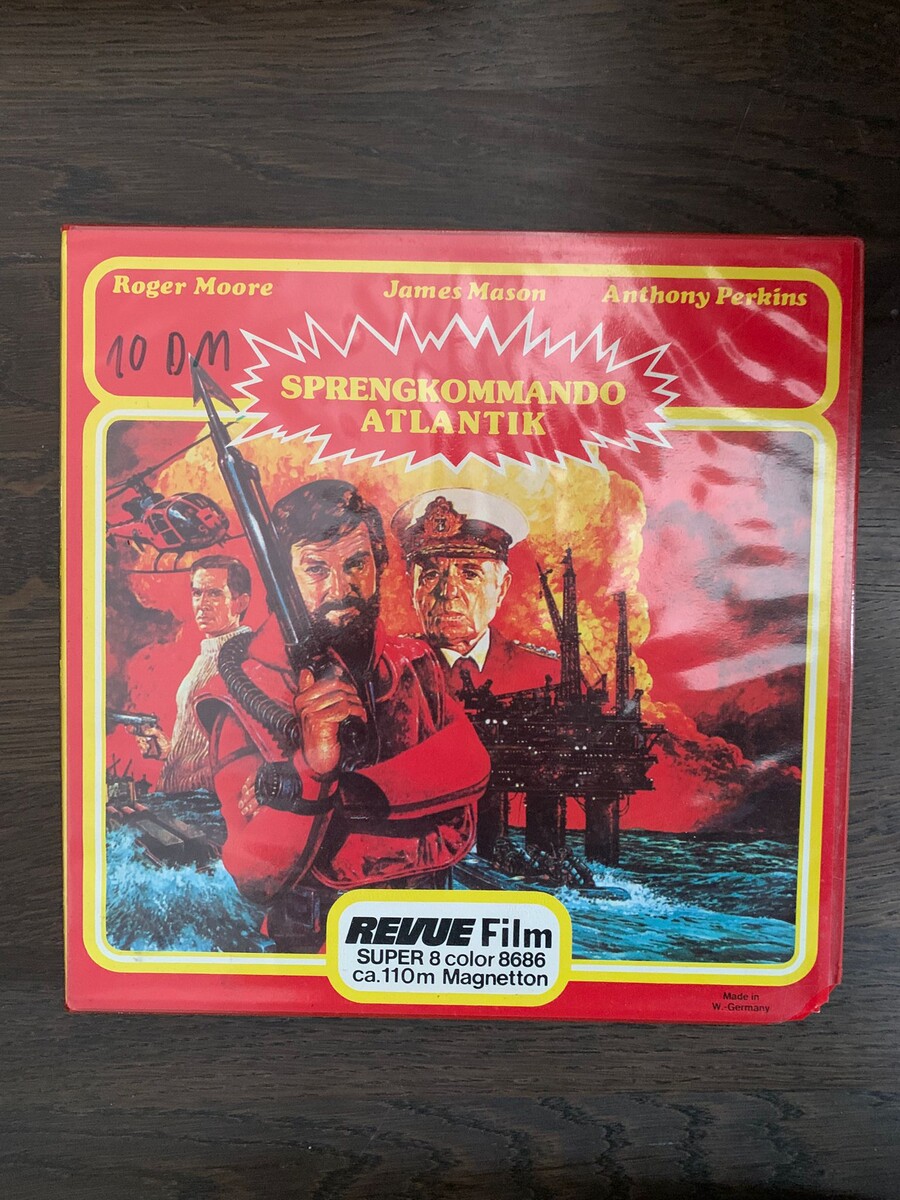 Roger Moore James Mason Anthony Perkins
10 DM
SPRENGKOMMANDO
ATLANTIK
REVUE Film
SUPER 8 color 8686
ca.110m Magnetton
Made in
W.-Germany